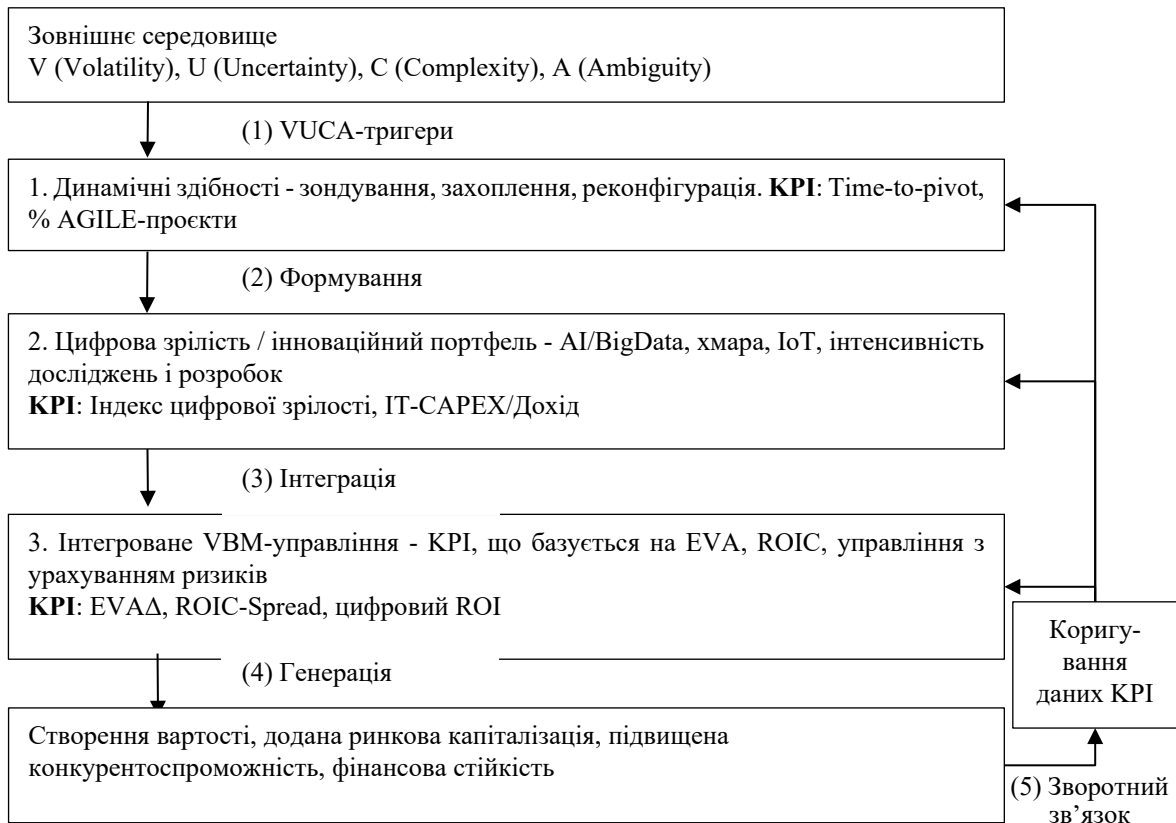 Зовнішнє середовище
V (Volatility), U (Uncertainty), C (Complexity), A (Ambiguity)
(1) VUCA-тригери
1. Динамічні здібності - зондування, захоплення, реконфігурація. KPI: Time-to-pivot,
% AGILE-проєкти
(2) Формування
2. Цифрова зрілість / інноваційний портфель - AI/BigData, хмара, IoT, інтенсивність
досліджень і розробок
KPI: Індекс цифрової зрілості, IT-CAPEX/Дохід
(3) Інтеграція
3. Інтегроване VBM-управління - KPI, що базується на EVA, ROIC, управління з
урахуванням ризиків
KPI: EVAΔ, ROIC-Spread, цифровий ROI
(4) Генерація
Коригу-
вання
даних KPI
Створення вартості, додана ринкова капіталізація, підвищена
конкурентоспроможність, фінансова стійкість
(5) Зворотний
зв’язок